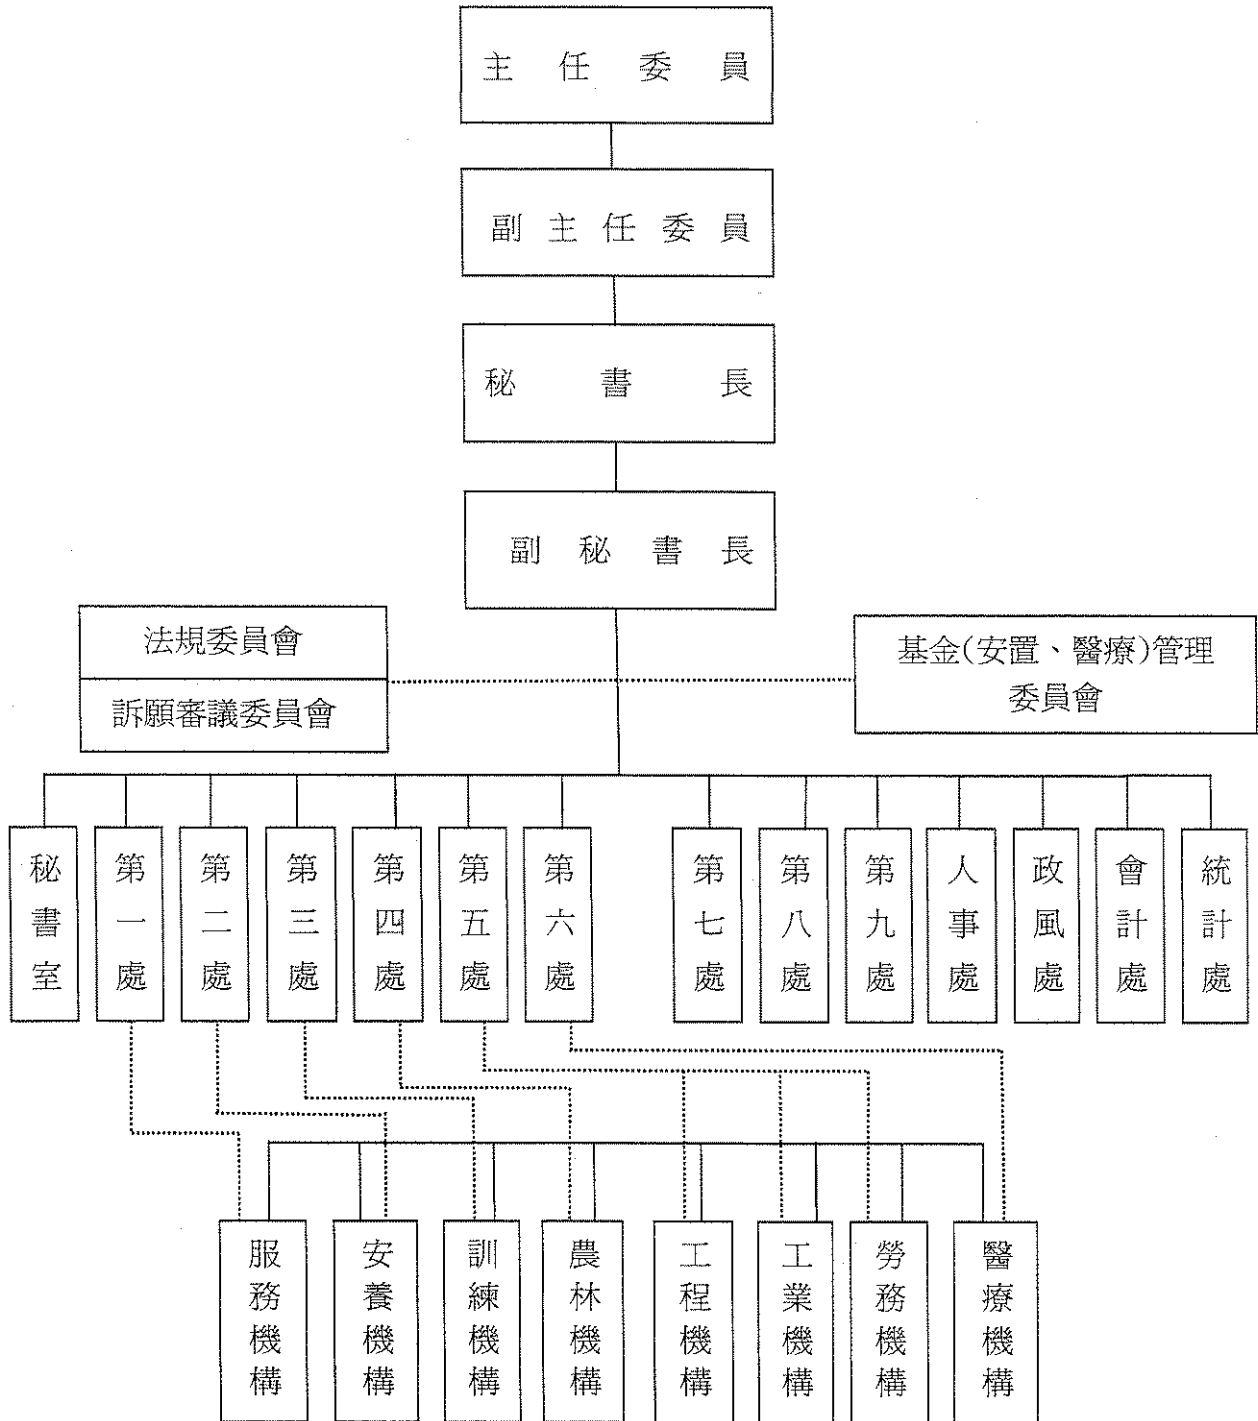 主任委員
副主任委員
秘書長
副秘書長
法規委員會
訴願審議委員會
基金(安置、醫療)管理
委員會
秘書室
第一處
第二處
第三處
第四處
第五處
第六處
第七處
第八處
第九處
人事處
政風處
會計處
統計處
服務機構
安養機構
訓練機構
農林機構
工程機構
工業機構
勞務機構
醫療機構